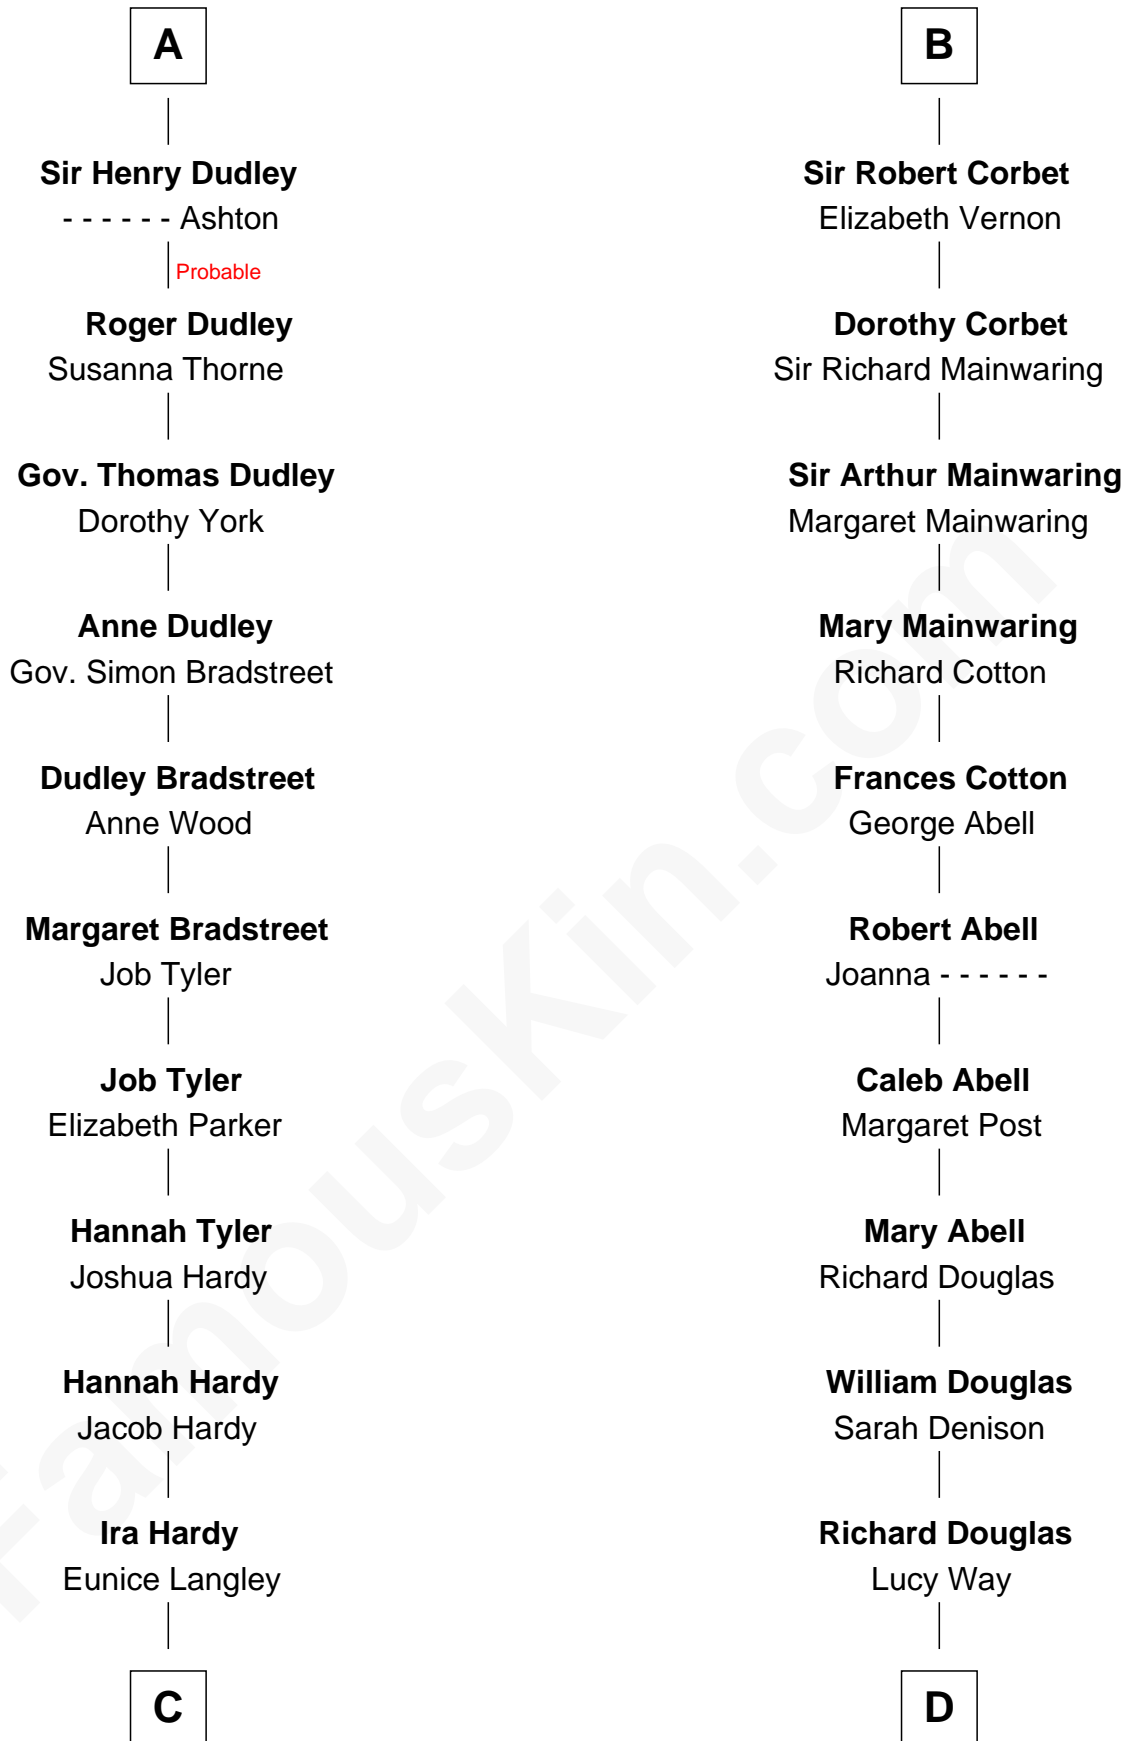 A
Sir Henry Dudley
- - - - - - Ashton
Probable
Roger Dudley
Susanna Thorne
Gov. Thomas Dudley
Dorothy York
Anne Dudley
Gov. Simon Bradstreet
Dudley Bradstreet
Anne Wood
Margaret Bradstreet
Job Tyler
Job Tyler
Elizabeth Parker
Hannah Tyler
Joshua Hardy
Hannah Hardy
Jacob Hardy
Ira Hardy
Eunice Langley
C
B
Sir Robert Corbet
Elizabeth Vernon
Dorothy Corbet
Sir Richard Mainwaring
Sir Arthur Mainwaring
Margaret Mainwaring
Mary Mainwaring
Richard Cotton
Frances Cotton
George Abell
Robert Abell
Joanna - - - - - -
Caleb Abell
Margaret Post
Mary Abell
Richard Douglas
William Douglas
Sarah Denison
Richard Douglas
Lucy Way
D
FamousKin.com